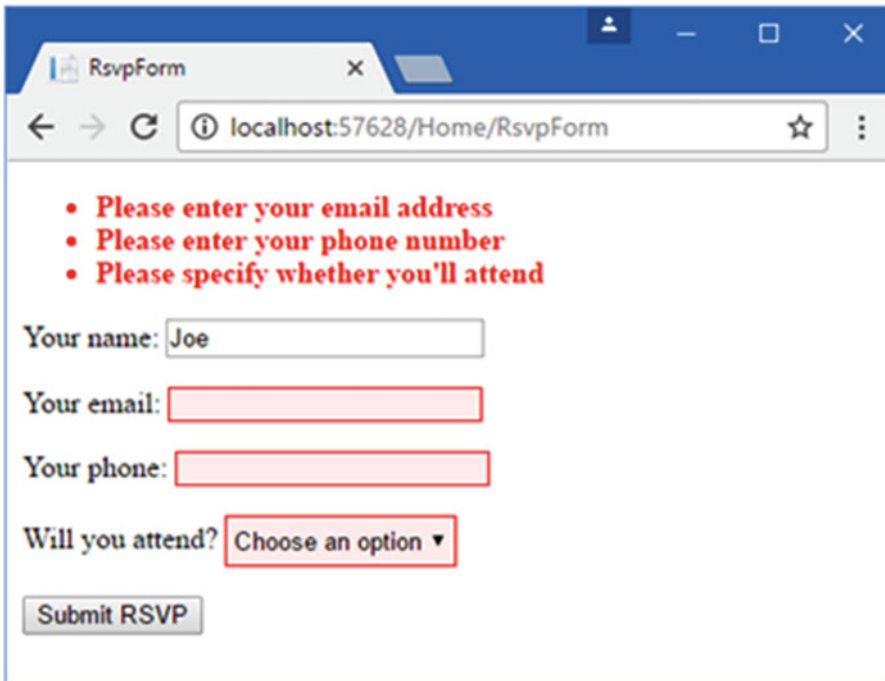 RsvpForm
localhost:57628/Home/RsvpForm
Please enter your email address
Please enter your phone number
Please specify whether you'll attend
Your name: Joe
Your email:
Your phone:
Will you attend? Choose an option
Submit RSVP